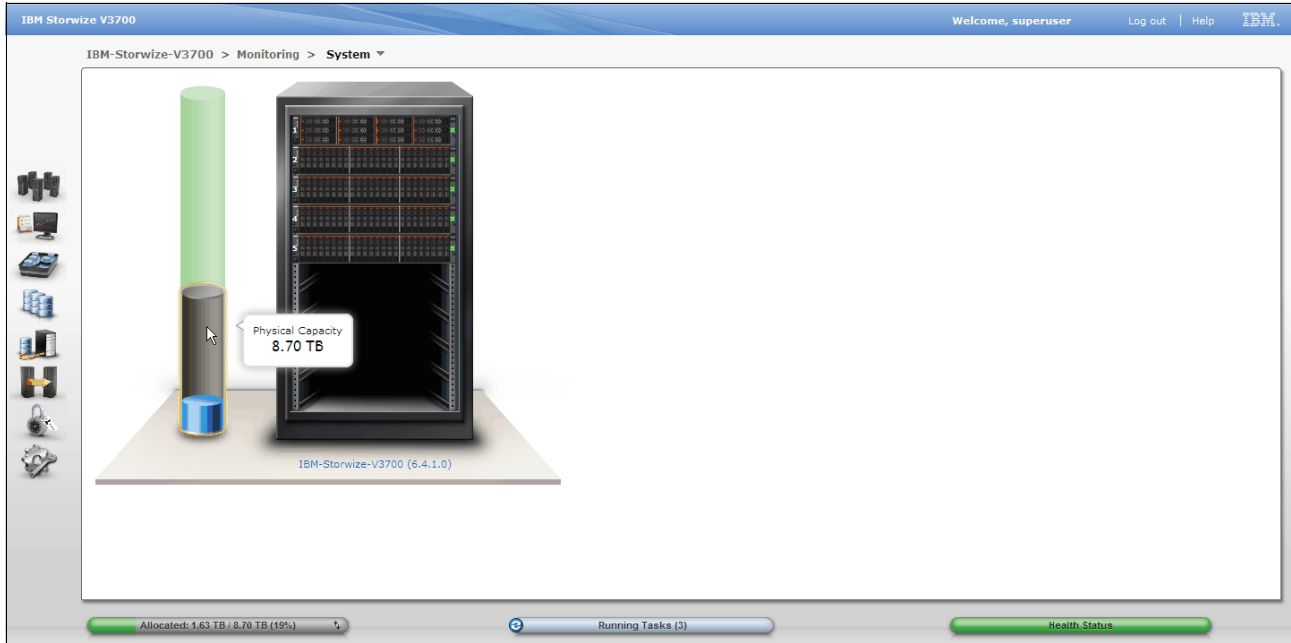 IBM Storwize V3700
Welcome, superuser
Log out | Help
IBM.
IBM-Storwize-V3700 > Monitoring > System
1
2
3
4
5
Physical Capacity
8.70 TB
IBM-Storwize-V3700 (6.4.1.0)
Allocated: 1.63 TB / 8.70 TB (19%)
Running Tasks (3)
Health Status